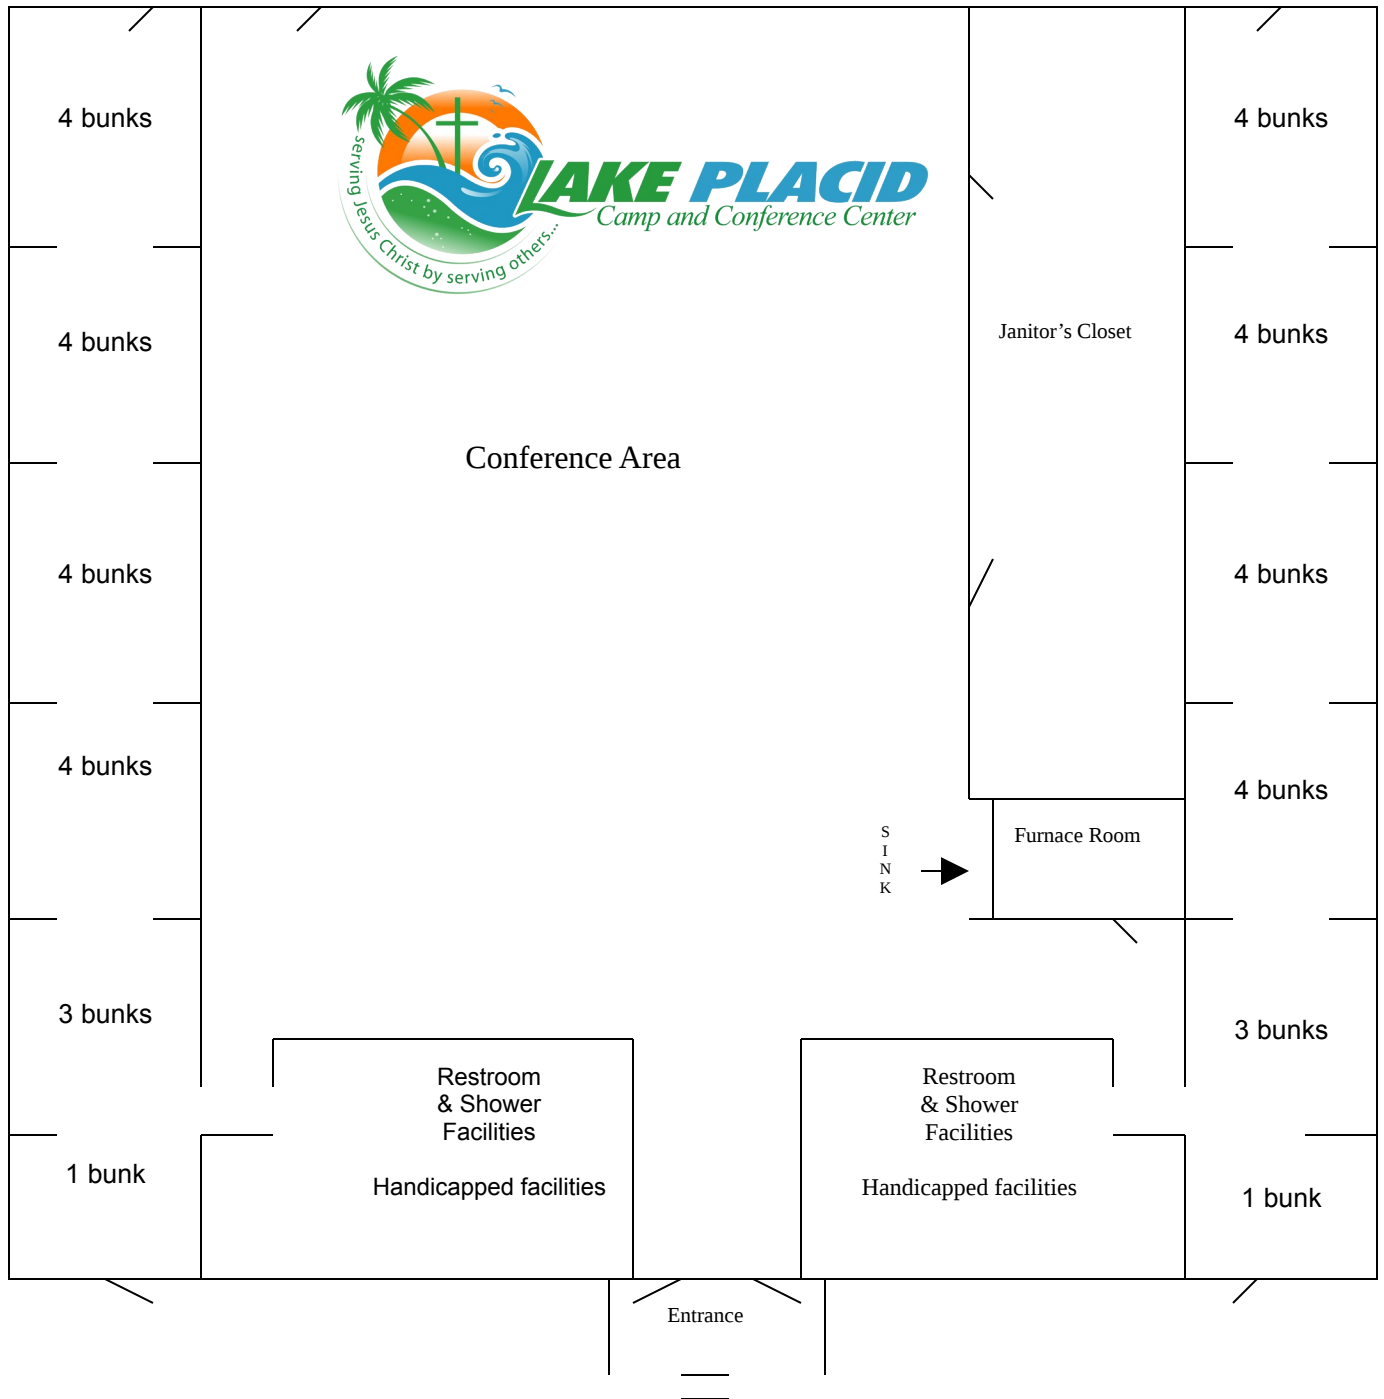 4 bunks
4 bunks
serving Jesus Christ by serving others...
LAKE PLACID
Camp and Conference Center
4 bunks
Janitor’s Closet
4 bunks
Conference Area
4 bunks
4 bunks
4 bunks
4 bunks
S
I
N
K
Furnace Room
3 bunks
3 bunks
Restroom
& Shower
Facilities
Handicapped facilities
Restroom
& Shower
Facilities
Handicapped facilities
1 bunk
1 bunk
Entrance